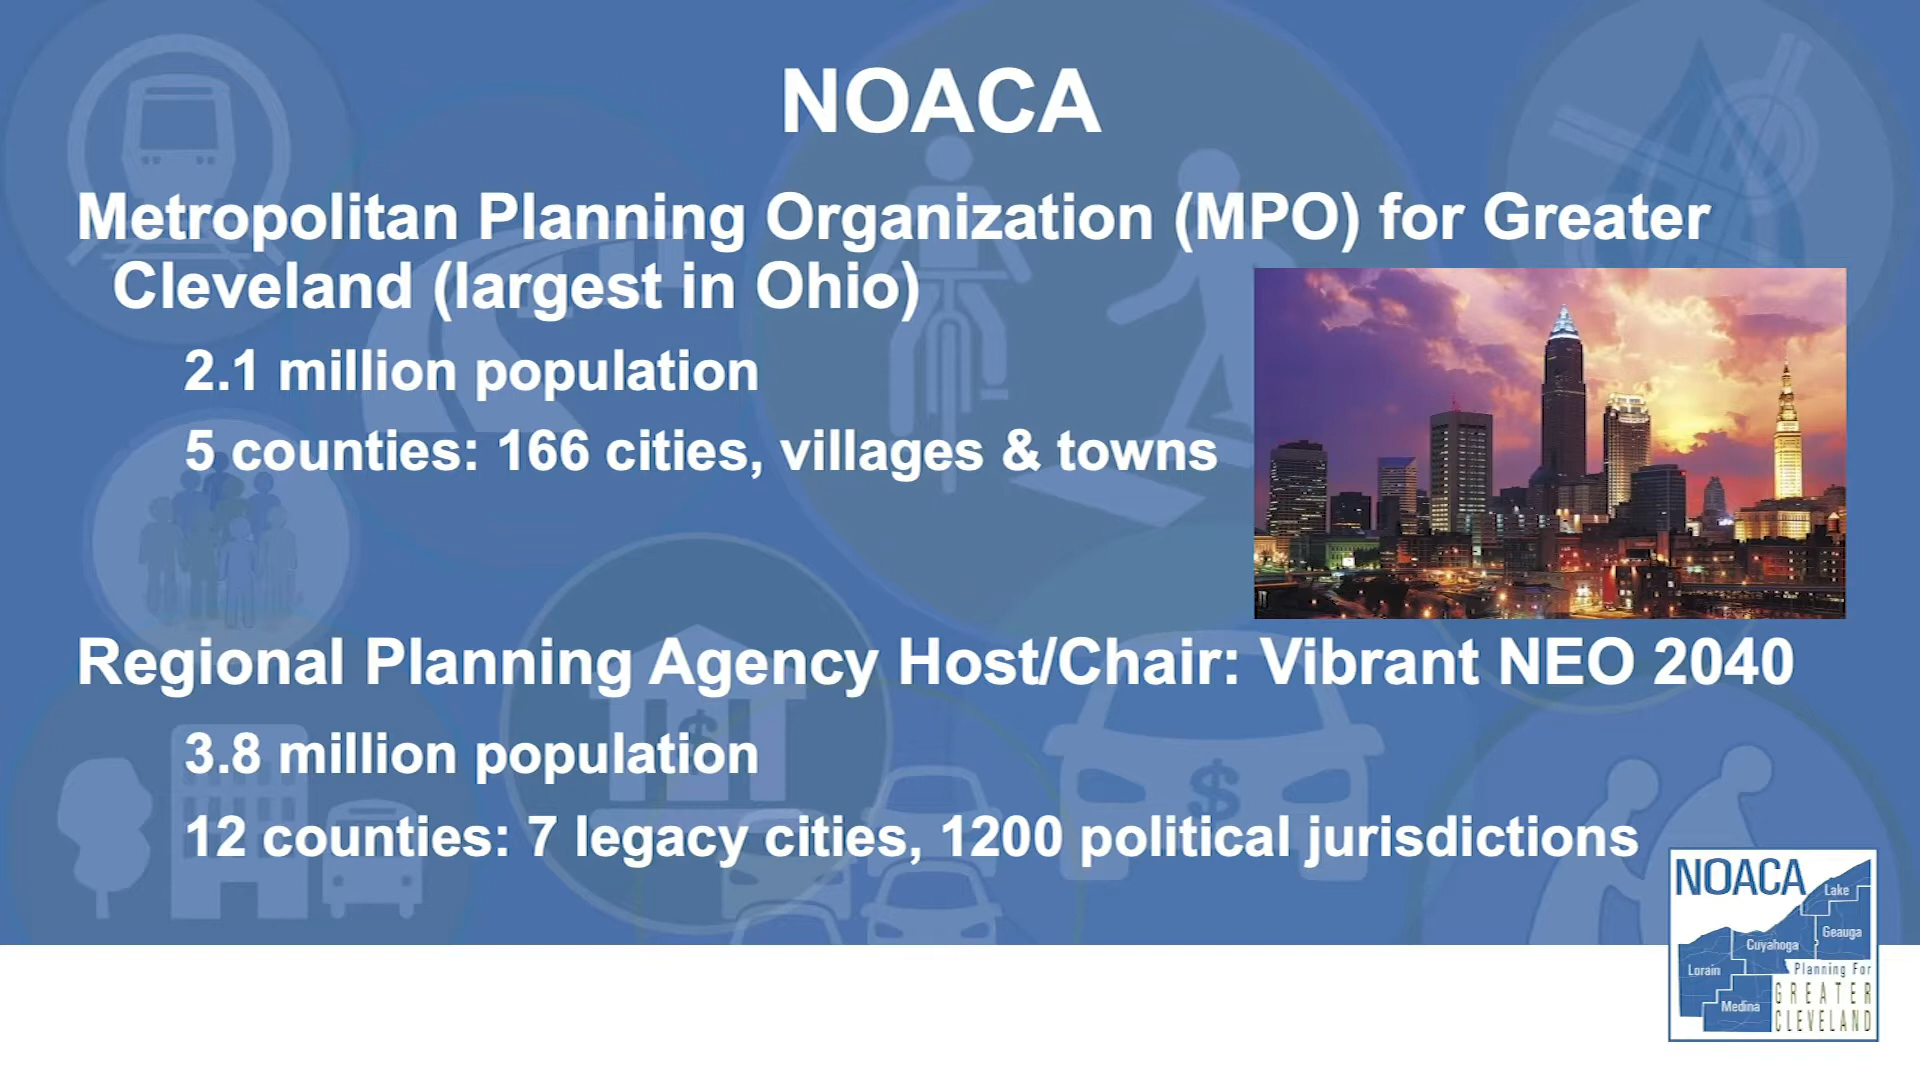 NOACA
Metropolitan Planning Organization (MPO) for Greater
Cleveland (largest in Ohio)
2.1 million population
5 counties: 166 cities, villages & towns
Regional Planning Agency Host/Chair: Vibrant NEO 2040
3.8 million population
$
$
12 counties: 7 legacy cities, 1200 political jurisdictions
NOACA
Lake
Geauga
Cuyahoga
Lorain
Medina
Planning For
GREATER
CLEVELAND